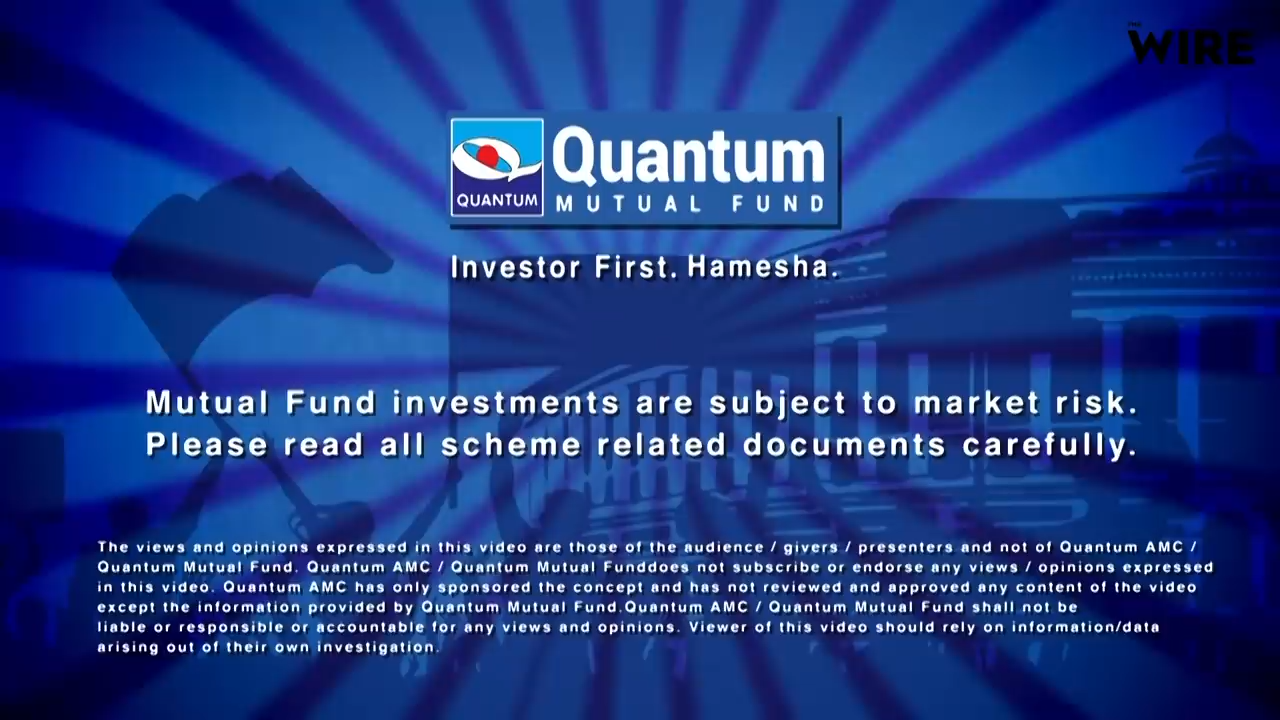 THE
WIRE
QUANTUM
Quantum
MUTUAL FUND
Investor First. Hamesha.
Mutual Fund investments are subject to market risk.
Please read all scheme related documents carefully.
The views and opinions expressed in this video are those of the audience / givers / presenters and not of Quantum AMC /
Quantum Mutual Fund. Quantum AMC / Quantum Mutual Funddoes not subscribe or endorse any views / opinions expressed
in this video. Quantum AMC has only sponsored the concept and has not reviewed and approved any content of the video
except the information provided by Quantum Mutual Fund.Quantum AMC / Quantum Mutual Fund shall not be
liable or responsible or accountable for any views and opinions. Viewer of this video should rely on information/data
arising out of their own investigation.